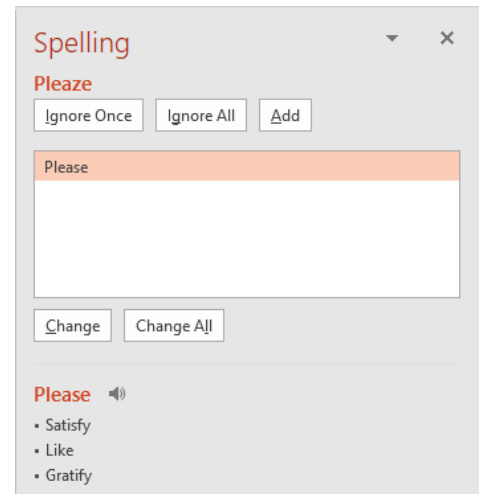 Spelling
Pleaze
Ignore Once Ignore All Add
Please
Change Change All
Please
▪ Satisfy
▪ Like
▪ Gratify